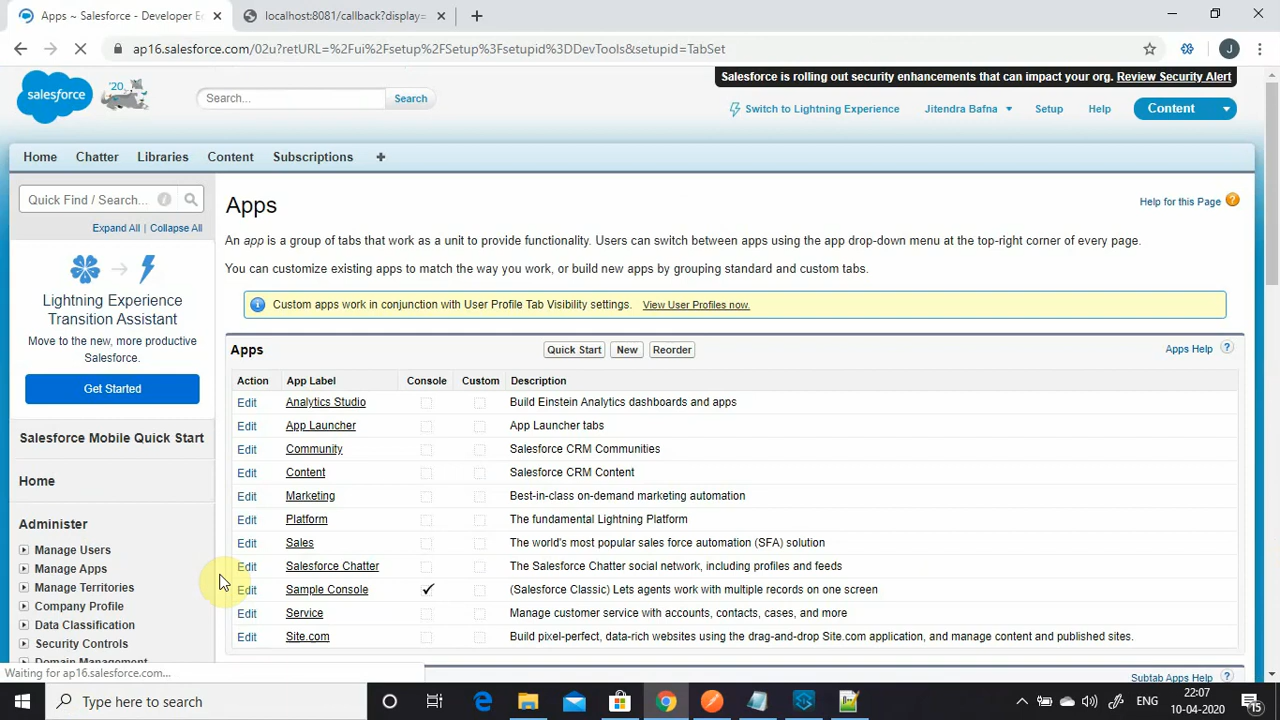 Apps ~ Salesforce - Developer E
localhost:8081/callback?display=
ap16.salesforce.com/02u?retURL=%2Fui%2Fsetup%2FSetup%3Fsetupid%3DDevTools&setupid=TabSet
J
salesforce
'20
Search...
Search
Salesforce is rolling out security enhancements that can impact your org. Review Security Alert
Switch to Lightning Experience
Jitendra Bafna
Setup
Help
Content
Home
Chatter
Libraries
Content
Subscriptions
+
Quick Find / Search...
Expand All | Collapse All
Lightning Experience
Transition Assistant
Move to the new, more productive
Salesforce.
Get Started
Salesforce Mobile Quick Start
Home
Administer
Manage Users
Manage Apps
Manage Territories
Company Profile
Data Classification
Security Controls
Domain Management
Apps
Help for this Page ?
An app is a group of tabs that work as a unit to provide functionality. Users can switch between apps using the app drop-down menu at the top-right corner of every page.
You can customize existing apps to match the way you work, or build new apps by grouping standard and custom tabs.
Custom apps work in conjunction with User Profile Tab Visibility settings. View User Profiles now.
Apps
Quick Start
New
Reorder
Apps Help ?
Action App Label Console Custom Description
Edit Analytics Studio Build Einstein Analytics dashboards and apps
Edit App Launcher App Launcher tabs
Edit Community Salesforce CRM Communities
Edit Content Salesforce CRM Content
Edit Marketing Best-in-class on-demand marketing automation
Edit Platform The fundamental Lightning Platform
Edit Sales The world's most popular sales force automation (SFA) solution
Edit Salesforce Chatter The Salesforce Chatter social network, including profiles and feeds
Edit Sample Console (Salesforce Classic) Lets agents work with multiple records on one screen
Edit Service Manage customer service with accounts, contacts, cases, and more
Edit Site.com Build pixel-perfect, data-rich websites using the drag-and-drop Site.com application, and manage content and published sites.
Subtab Apps Help ?
Waiting for ap16.salesforce.com...
Type here to search
ENG
22:07
10-04-2020
15